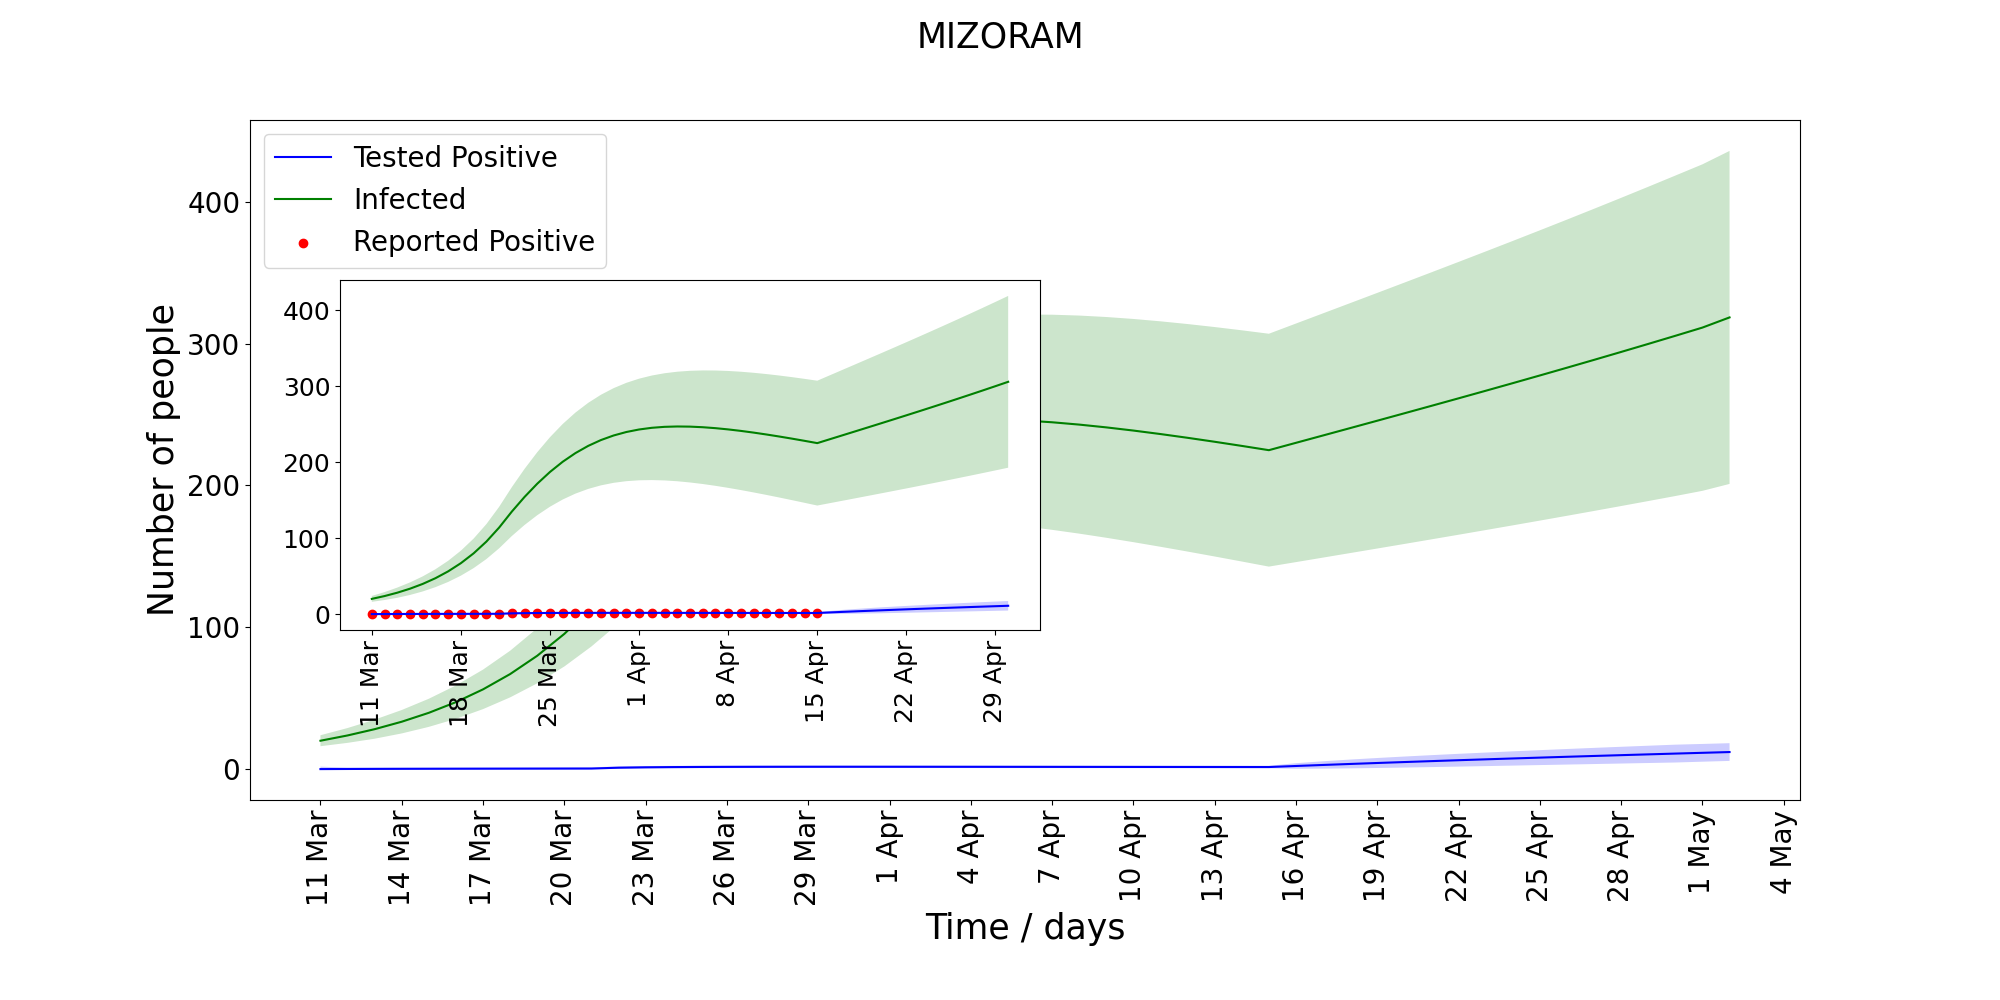 MIZORAM
Tested Positive
Infected
Reported Positive
Number of people
400
300
200
100
0
400
300
200
100
0
11 Mar
18 Mar
25 Mar
1 Apr
8 Apr
15 Apr
22 Apr
29 Apr
11 Mar
14 Mar
17 Mar
20 Mar
23 Mar
26 Mar
29 Mar
1 Apr
4 Apr
7 Apr
10 Apr
13 Apr
16 Apr
19 Apr
22 Apr
25 Apr
28 Apr
1 May
4 May
Time / days